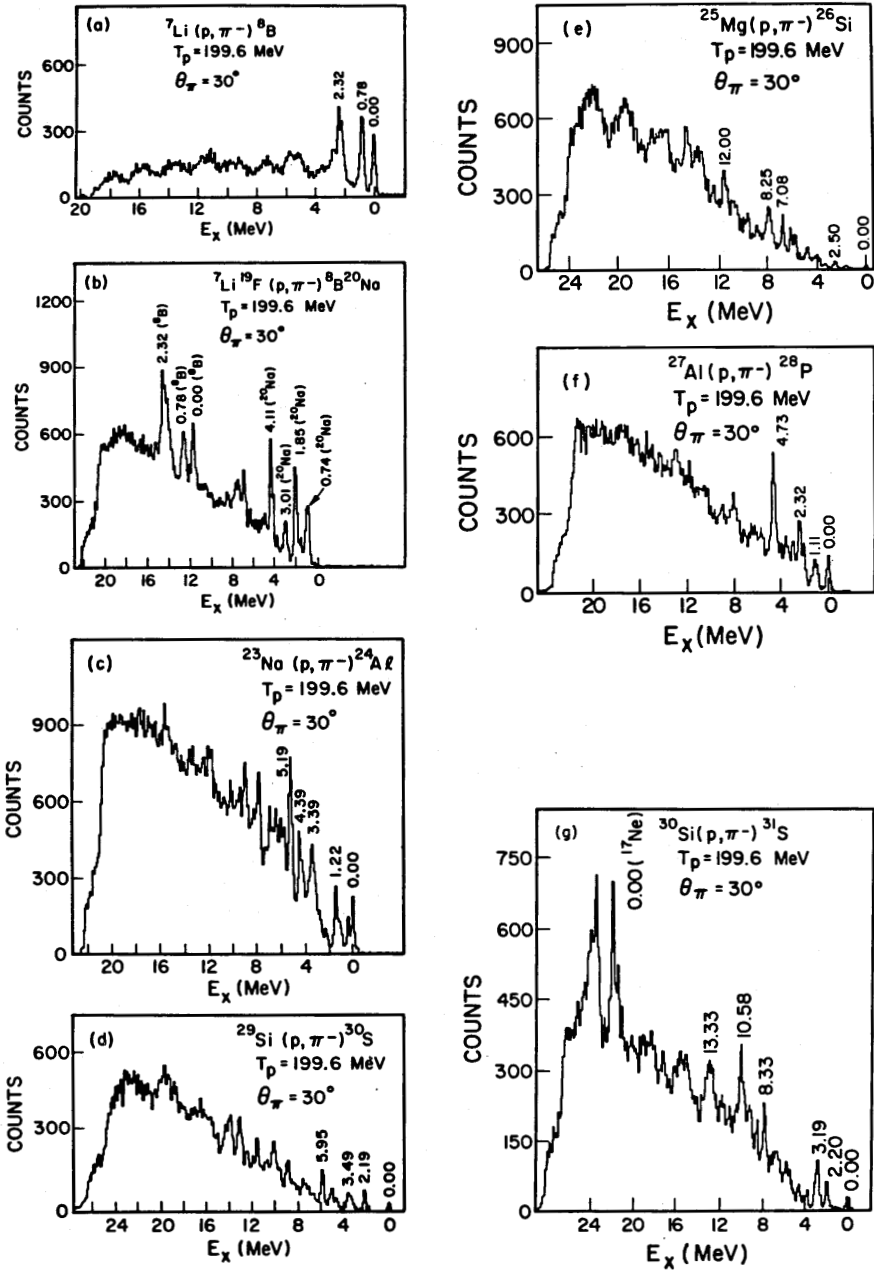 (a)
⁷Li (p, π−) ⁸B
Tp = 199.6 MeV
θπ = 30°
COUNTS
600
300
0
2.32
0.78
0.00
20 16 12 8 4 0
Ex (MeV)
(b)
⁷Li ¹⁹F (p, π−) ⁸B ²⁰Na
Tp = 199.6 MeV
θπ = 30°
COUNTS
1200
900
600
300
0
2.32 (⁸B)
0.78 (⁸B)
0.00 (⁸B)
4.11 (²⁰Na)
3.01 (²⁰Na)
1.85 (²⁰Na)
0.74 (²⁰Na)
20 16 12 8 4 0
Ex (MeV)
(c)
²³Na (p, π−) ²⁴Aℓ
Tp = 199.6 MeV
θπ = 30°
COUNTS
900
600
300
0
5.19
4.39
3.39
1.22
0.00
20 16 12 8 4 0
Ex (MeV)
(d)
²⁹Si (p, π−) ³⁰S
Tp = 199.6 MeV
θπ = 30°
COUNTS
600
300
0
5.95
3.49
2.19
0.00
24 20 16 12 8 4 0
Ex (MeV)
(e)
²⁵Mg (p, π−) ²⁶Si
Tp = 199.6 MeV
θπ = 30°
COUNTS
900
600
300
0
12.00
8.25
7.08
2.50
0.00
24 20 16 12 8 4 0
Ex (MeV)
(f)
²⁷Al (p, π−) ²⁸P
Tp = 199.6 MeV
θπ = 30°
COUNTS
600
300
0
4.73
2.32
1.11
0.00
20 16 12 8 4 0
Ex (MeV)
(g)
³⁰Si (p, π−) ³¹S
Tp = 199.6 MeV
θπ = 30°
COUNTS
750
600
450
300
150
0
0.00 (¹⁷Ne)
13.33
10.58
8.33
3.19
2.20
0.00
24 20 16 12 8 4 0
Ex (MeV)